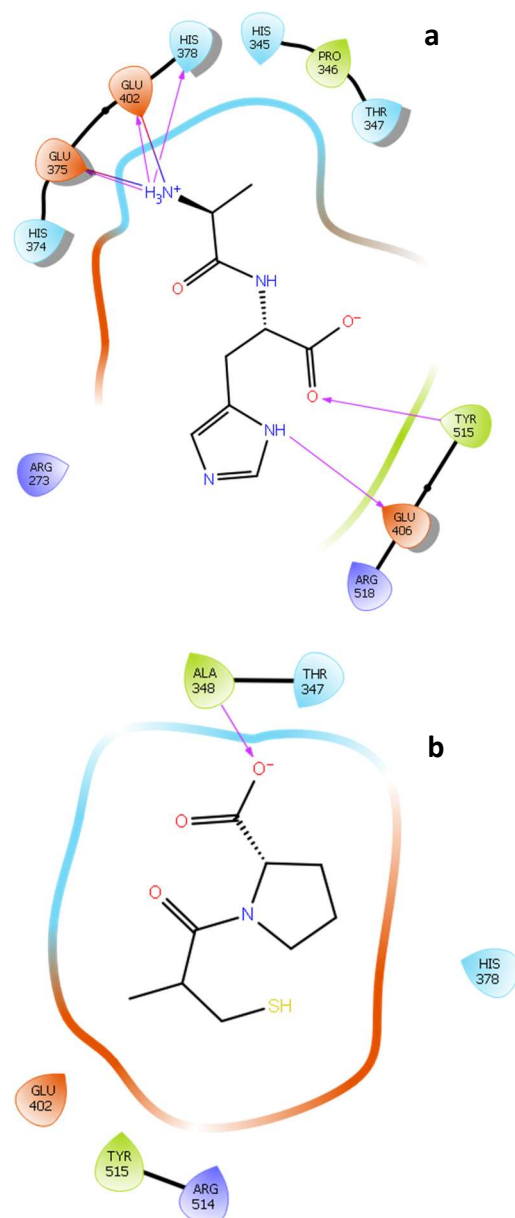 a
HIS
378
HIS
345
PRO
346
THR
347
GLU
402
GLU
375
HIS
374
H₃N⁺
O
NH
O⁻
O
NH
N
TYR
515
ARG
273
GLU
406
ARG
518
b
ALA
348
THR
347
O⁻
O
O
N
SH
HIS
378
GLU
402
TYR
515
ARG
514